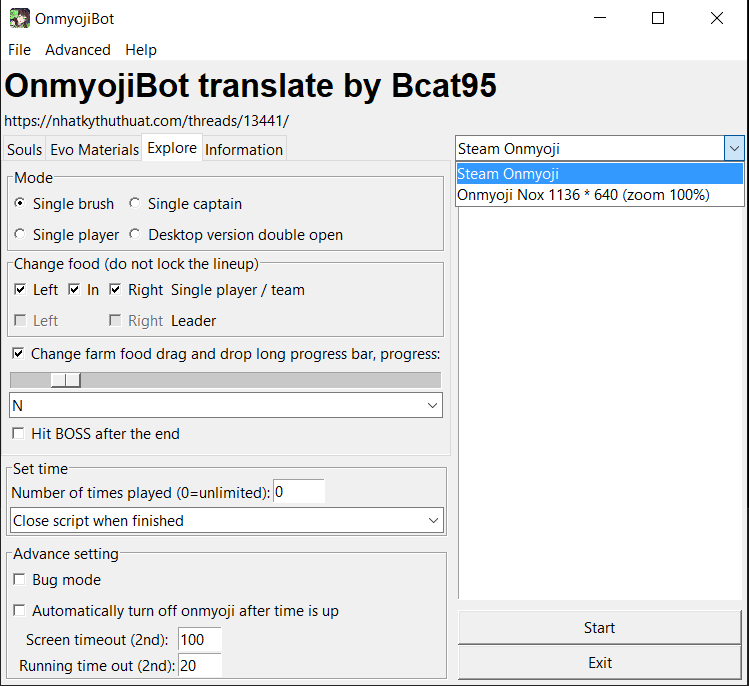 OnmyojiBot
File Advanced Help
OnmyojiBot translate by Bcat95
https://nhatkythuthuat.com/threads/13441/
Souls Evo Materials Explore Information
Mode
Single brush Single captain
Single player Desktop version double open
Change food (do not lock the lineup)
Left In Right Single player / team
Left Right Leader
Change farm food drag and drop long progress bar, progress:
N
Hit BOSS after the end
Set time
Number of times played (0=unlimited): 0
Close script when finished
Advance setting
Bug mode
Automatically turn off onmyoji after time is up
Screen timeout (2nd): 100
Running time out (2nd): 20
Steam Onmyoji
Steam Onmyoji
Onmyoji Nox 1136 * 640 (zoom 100%)
Start
Exit